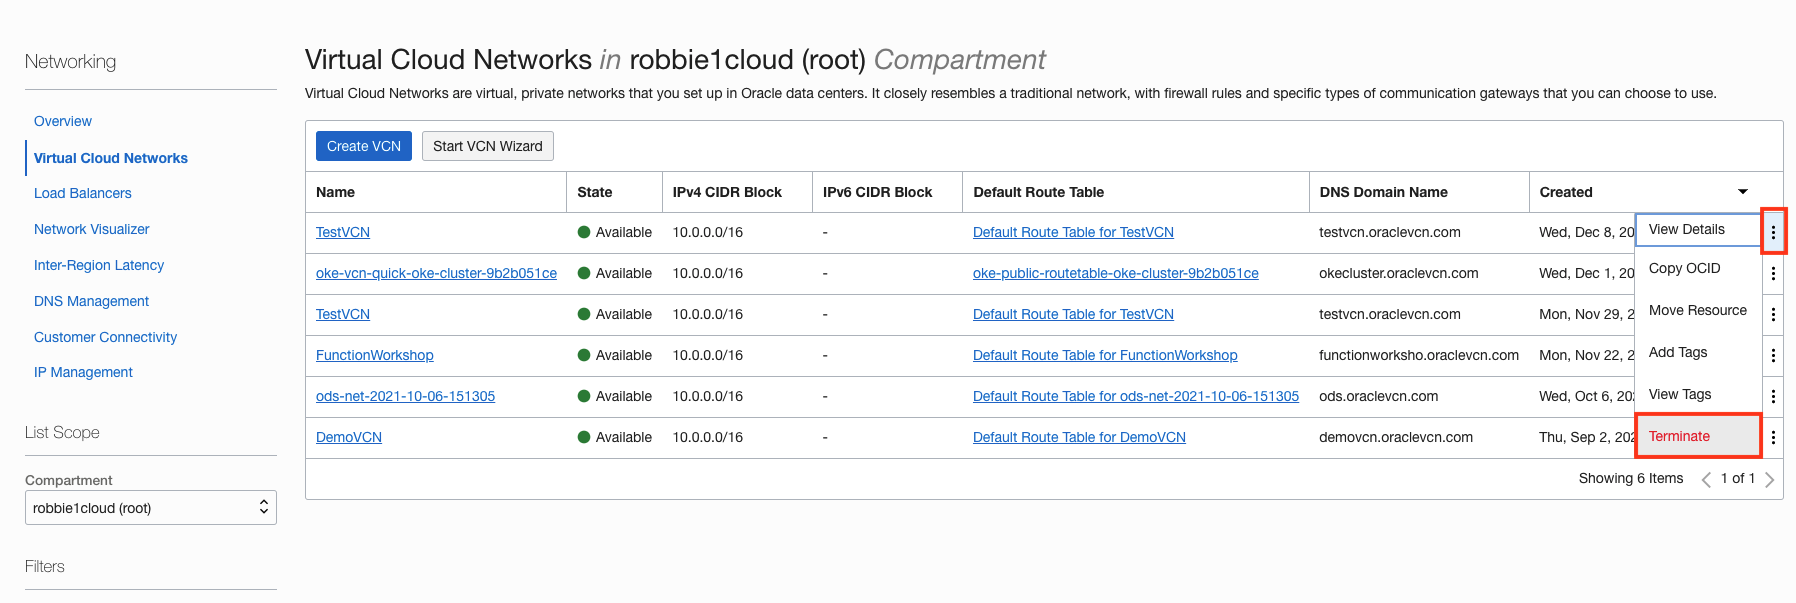 Networking
Overview
Virtual Cloud Networks
Load Balancers
Network Visualizer
Inter-Region Latency
DNS Management
Customer Connectivity
IP Management
List Scope
Compartment
robbie1cloud (root)
Filters
Virtual Cloud Networks in robbie1cloud (root) Compartment
Virtual Cloud Networks are virtual, private networks that you set up in Oracle data centers. It closely resembles a traditional network, with firewall rules and specific types of communication gateways that you can choose to use.
Create VCN Start VCN Wizard
Name State IPv4 CIDR Block IPv6 CIDR Block Default Route Table DNS Domain Name Created
TestVCN Available 10.0.0.0/16 - Default Route Table for TestVCN testvcn.oraclevcn.com Wed, Dec 8, 20
oke-vcn-quick-oke-cluster-9b2b051ce Available 10.0.0.0/16 - oke-public-routetable-oke-cluster-9b2b051ce okecluster.oraclevcn.com Wed, Dec 1, 20
TestVCN Available 10.0.0.0/16 - Default Route Table for TestVCN testvcn.oraclevcn.com Mon, Nov 29, 2
FunctionWorkshop Available 10.0.0.0/16 - Default Route Table for FunctionWorkshop functionworksho.oraclevcn.com Mon, Nov 22, 2
ods-net-2021-10-06-151305 Available 10.0.0.0/16 - Default Route Table for ods-net-2021-10-06-151305 ods.oraclevcn.com Wed, Oct 6, 20
DemoVCN Available 10.0.0.0/16 - Default Route Table for DemoVCN demovcn.oraclevcn.com Thu, Sep 2, 20
View Details
Copy OCID
Move Resource
Add Tags
View Tags
Terminate
Showing 6 Items 1 of 1